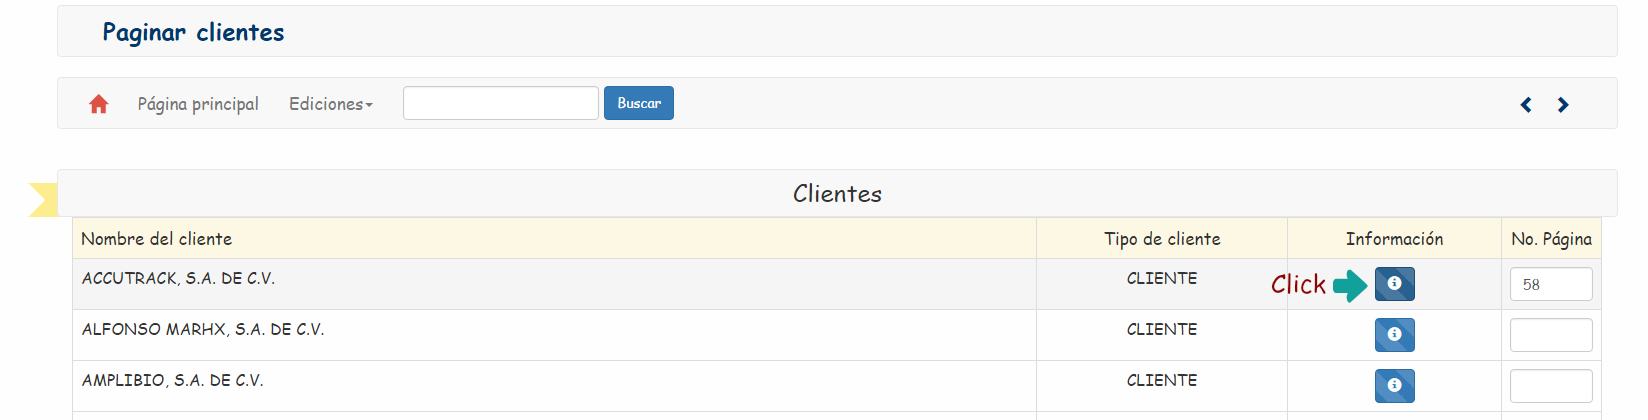 Paginar clientes
Página principal Ediciones Buscar
Clientes
Nombre del cliente Tipo de cliente Información No. Página
ACCUTRACK, S.A. DE C.V. CLIENTE Click 58
ALFONSO MARHX, S.A. DE C.V. CLIENTE
AMPLIBIO, S.A. DE C.V. CLIENTE